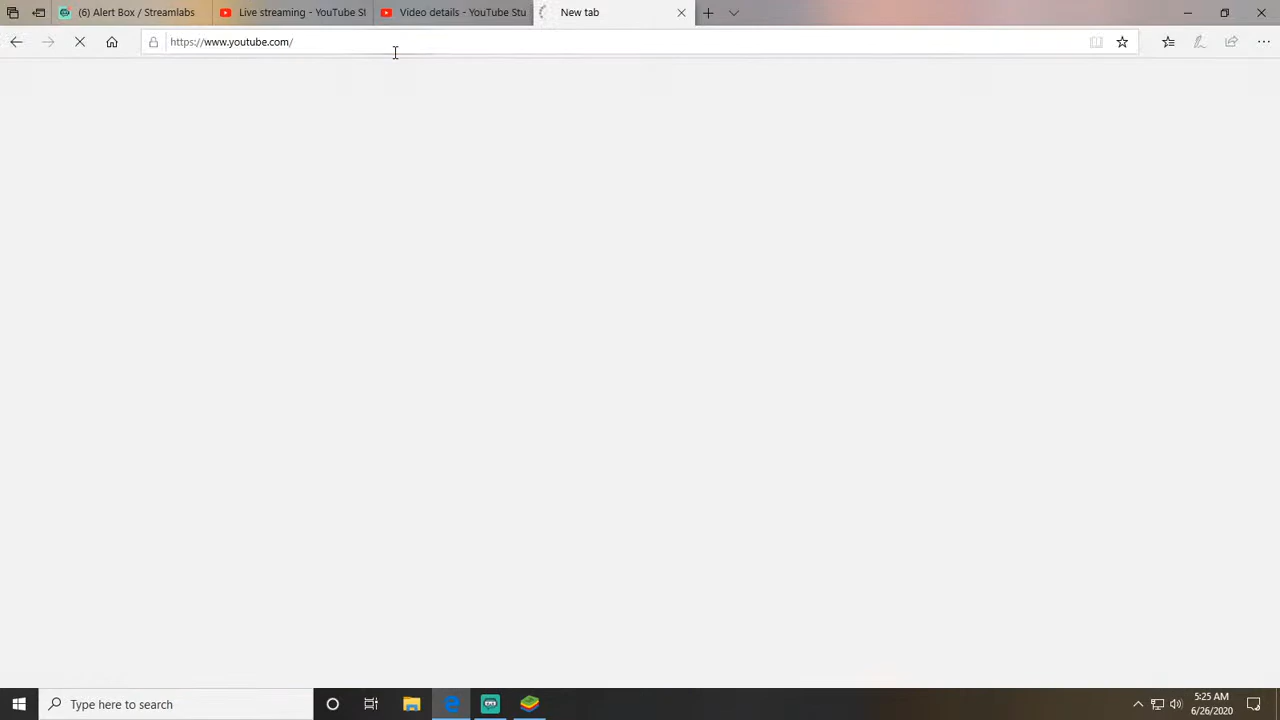 (6) Alert Box / Streamlabs
Live streaming - YouTube St
Video details - YouTube Stu
New tab
https://www.youtube.com/
Type here to search
5:25 AM
6/26/2020